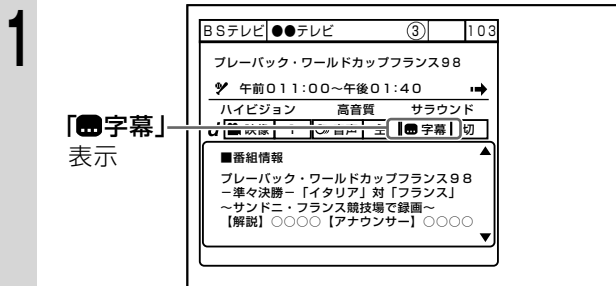 1
BSテレビ ●●テレビ ③ 103
プレーバック・ワールドカップフランス98
午前011:00〜午後01:40
ハイビジョン 高音質 サラウンド
d 映像 1 音声 主 字幕 切
「字幕」
表示
■番組情報
プレーバック・ワールドカップフランス98
−準々決勝−「イタリア」対「フランス」
〜サンドニ・フランス競技場で録画〜
【解説】○○○○【アナウンサー】○○○○